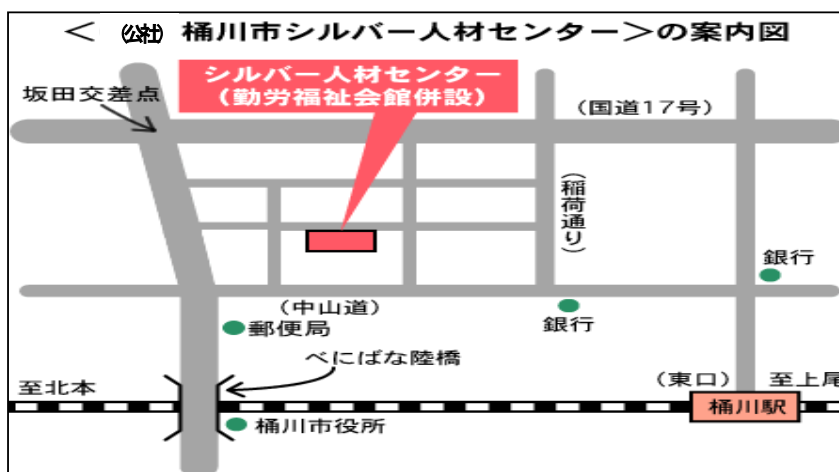 ＜（公社）桶川市シルバー人材センター＞の案内図
シルバー人材センター
（勤労福祉会館併設）
坂田交差点
（国道17号）
（稲荷通り）
銀行
（中山道）
銀行
郵便局
べにばな陸橋
至北本
（東口）
至上尾
桶川駅
桶川市役所